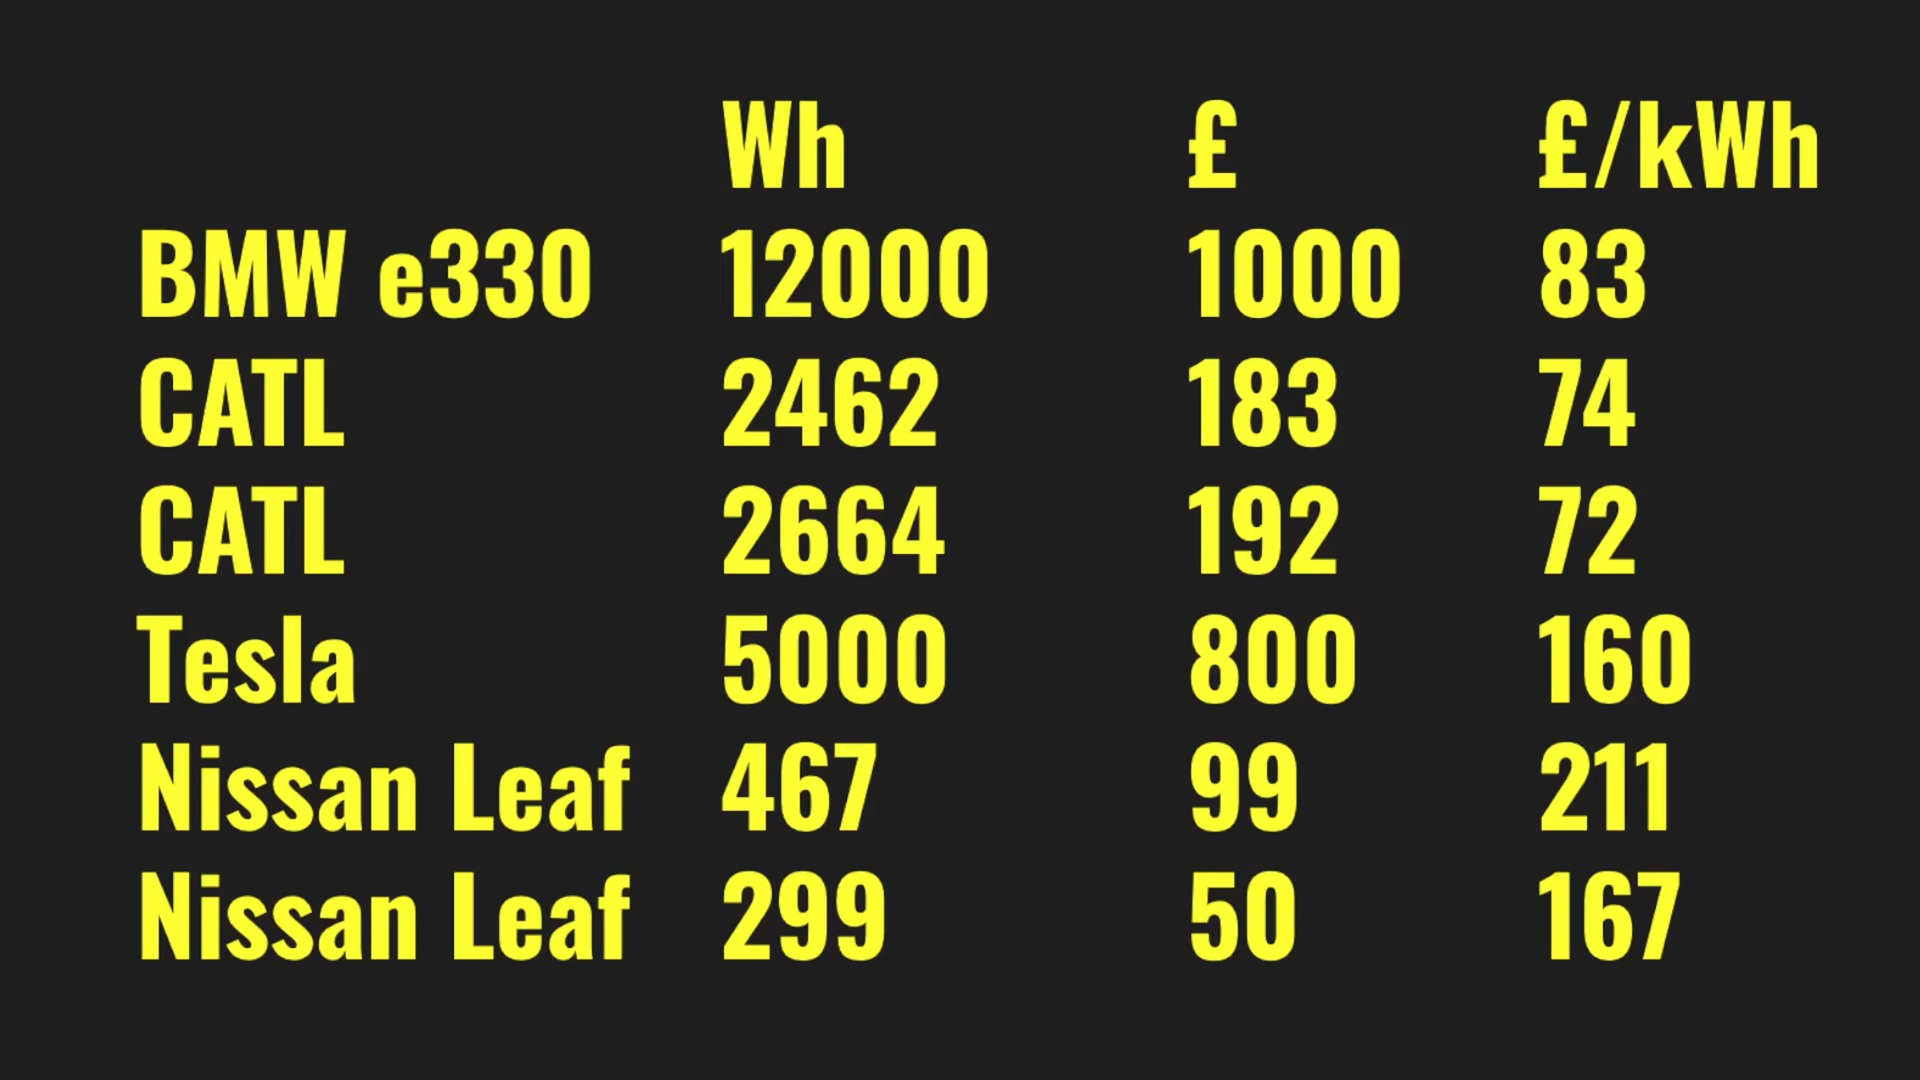 Wh £ £/kWh
BMW e330 12000 1000 83
CATL 2462 183 74
CATL 2664 192 72
Tesla 5000 800 160
Nissan Leaf 467 99 211
Nissan Leaf 299 50 167